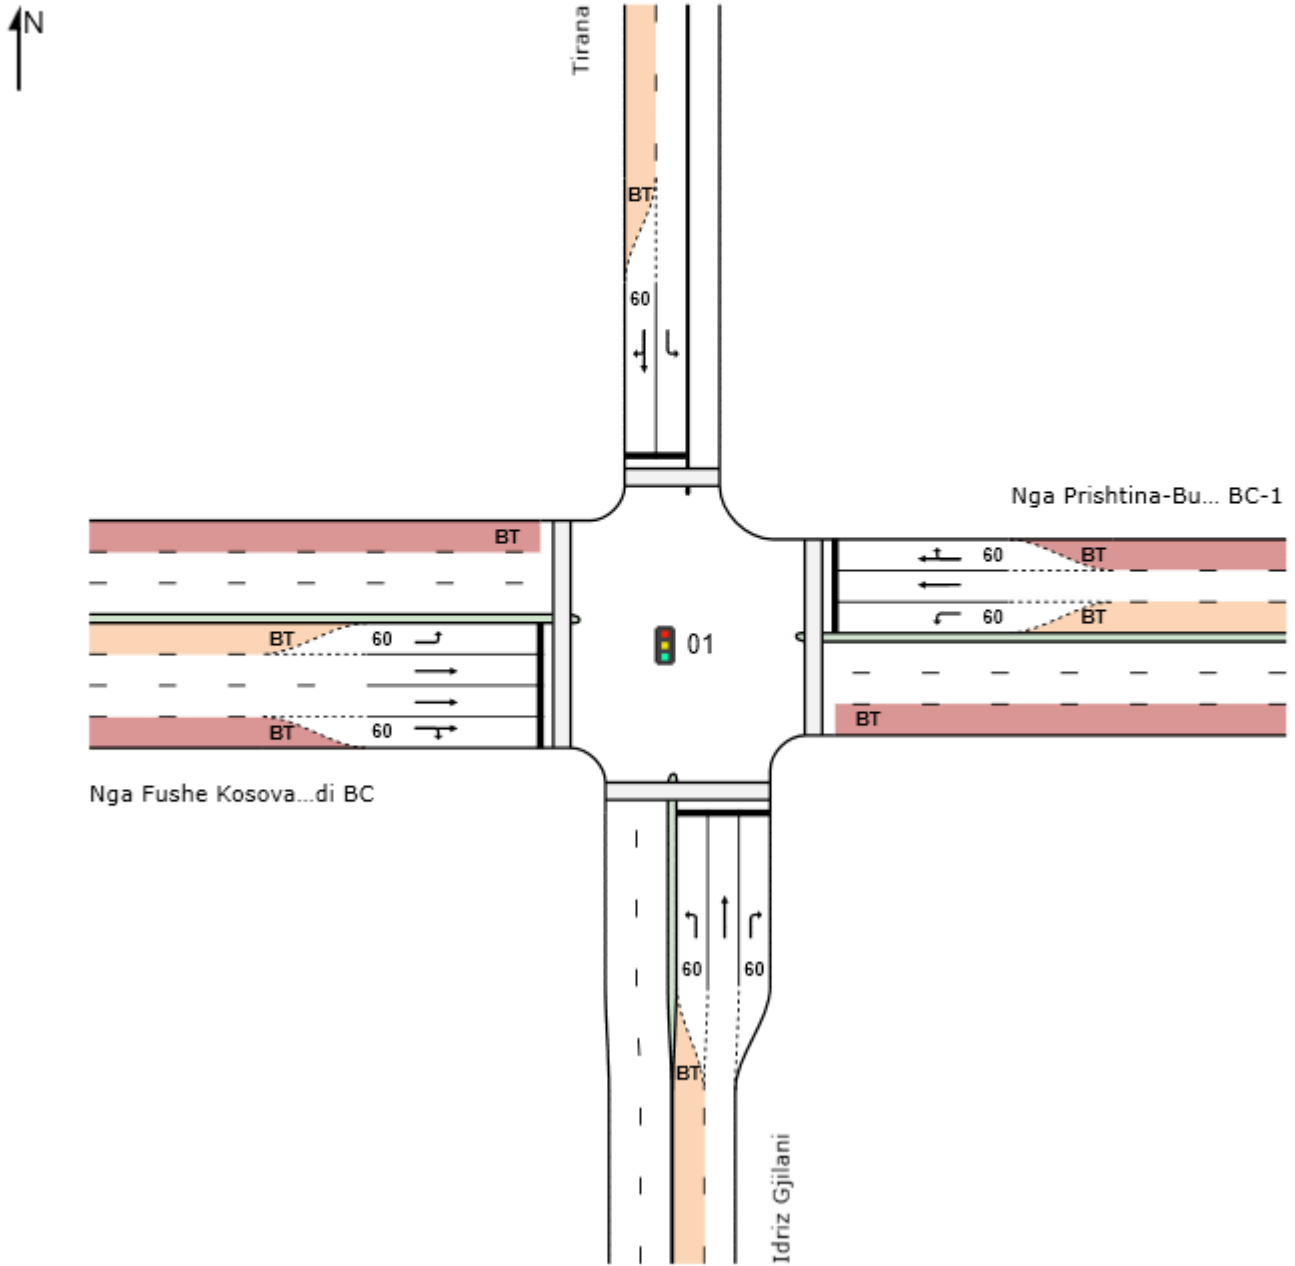 N
Tirana
BT
60
Nga Prishtina-Bu... BC-1
BT
60 BT
BT 60
60 BT
01
BT 60
BT
Nga Fushe Kosova...di BC
60 60
BT
Idriz Gjilani